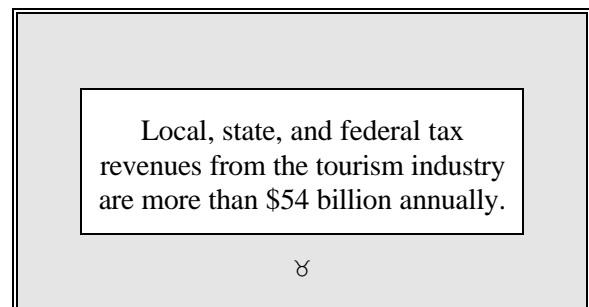 Local, state, and federal tax
revenues from the tourism industry
are more than $54 billion annually.
♉